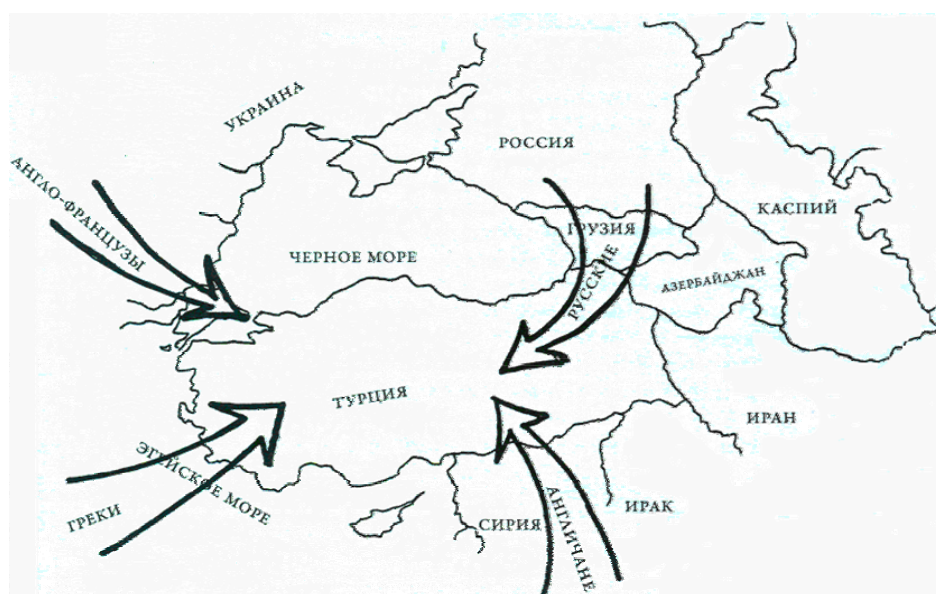 УКРАИНА
РОССИЯ
АНГЛО-ФРАНЦУЗЫ
КАСПИЙ
ГРУЗИЯ
ЧЕРНОЕ МОРЕ
РУССКИЕ
АЗЕРБАЙДЖАН
ТУРЦИЯ
ИРАН
ЭГЕЙСКОЕ МОРЕ
ГРЕКИ
СИРИЯ
АНГЛИЧАНЕ
ИРАК